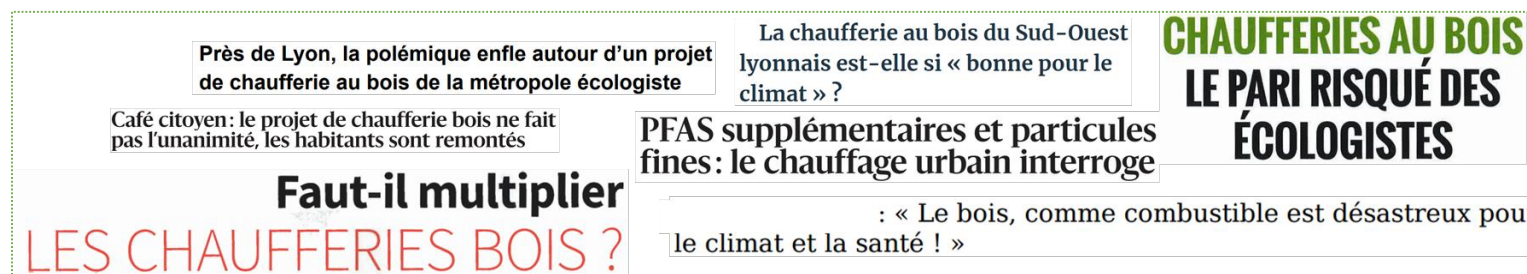 Près de Lyon, la polémique enfle autour d’un projet
de chaufferie au bois de la métropole écologiste
La chaufferie au bois du Sud-Ouest
lyonnais est-elle si « bonne pour le
climat » ?
CHAUFFERIES AU BOIS
LE PARI RISQUÉ DES
ÉCOLOGISTES
Café citoyen : le projet de chaufferie bois ne fait
pas l’unanimité, les habitants sont remontés
PFAS supplémentaires et particules
fines : le chauffage urbain interroge
Faut-il multiplier
LES CHAUFFERIES BOIS ?
: « Le bois, comme combustible est désastreux pou
le climat et la santé ! »